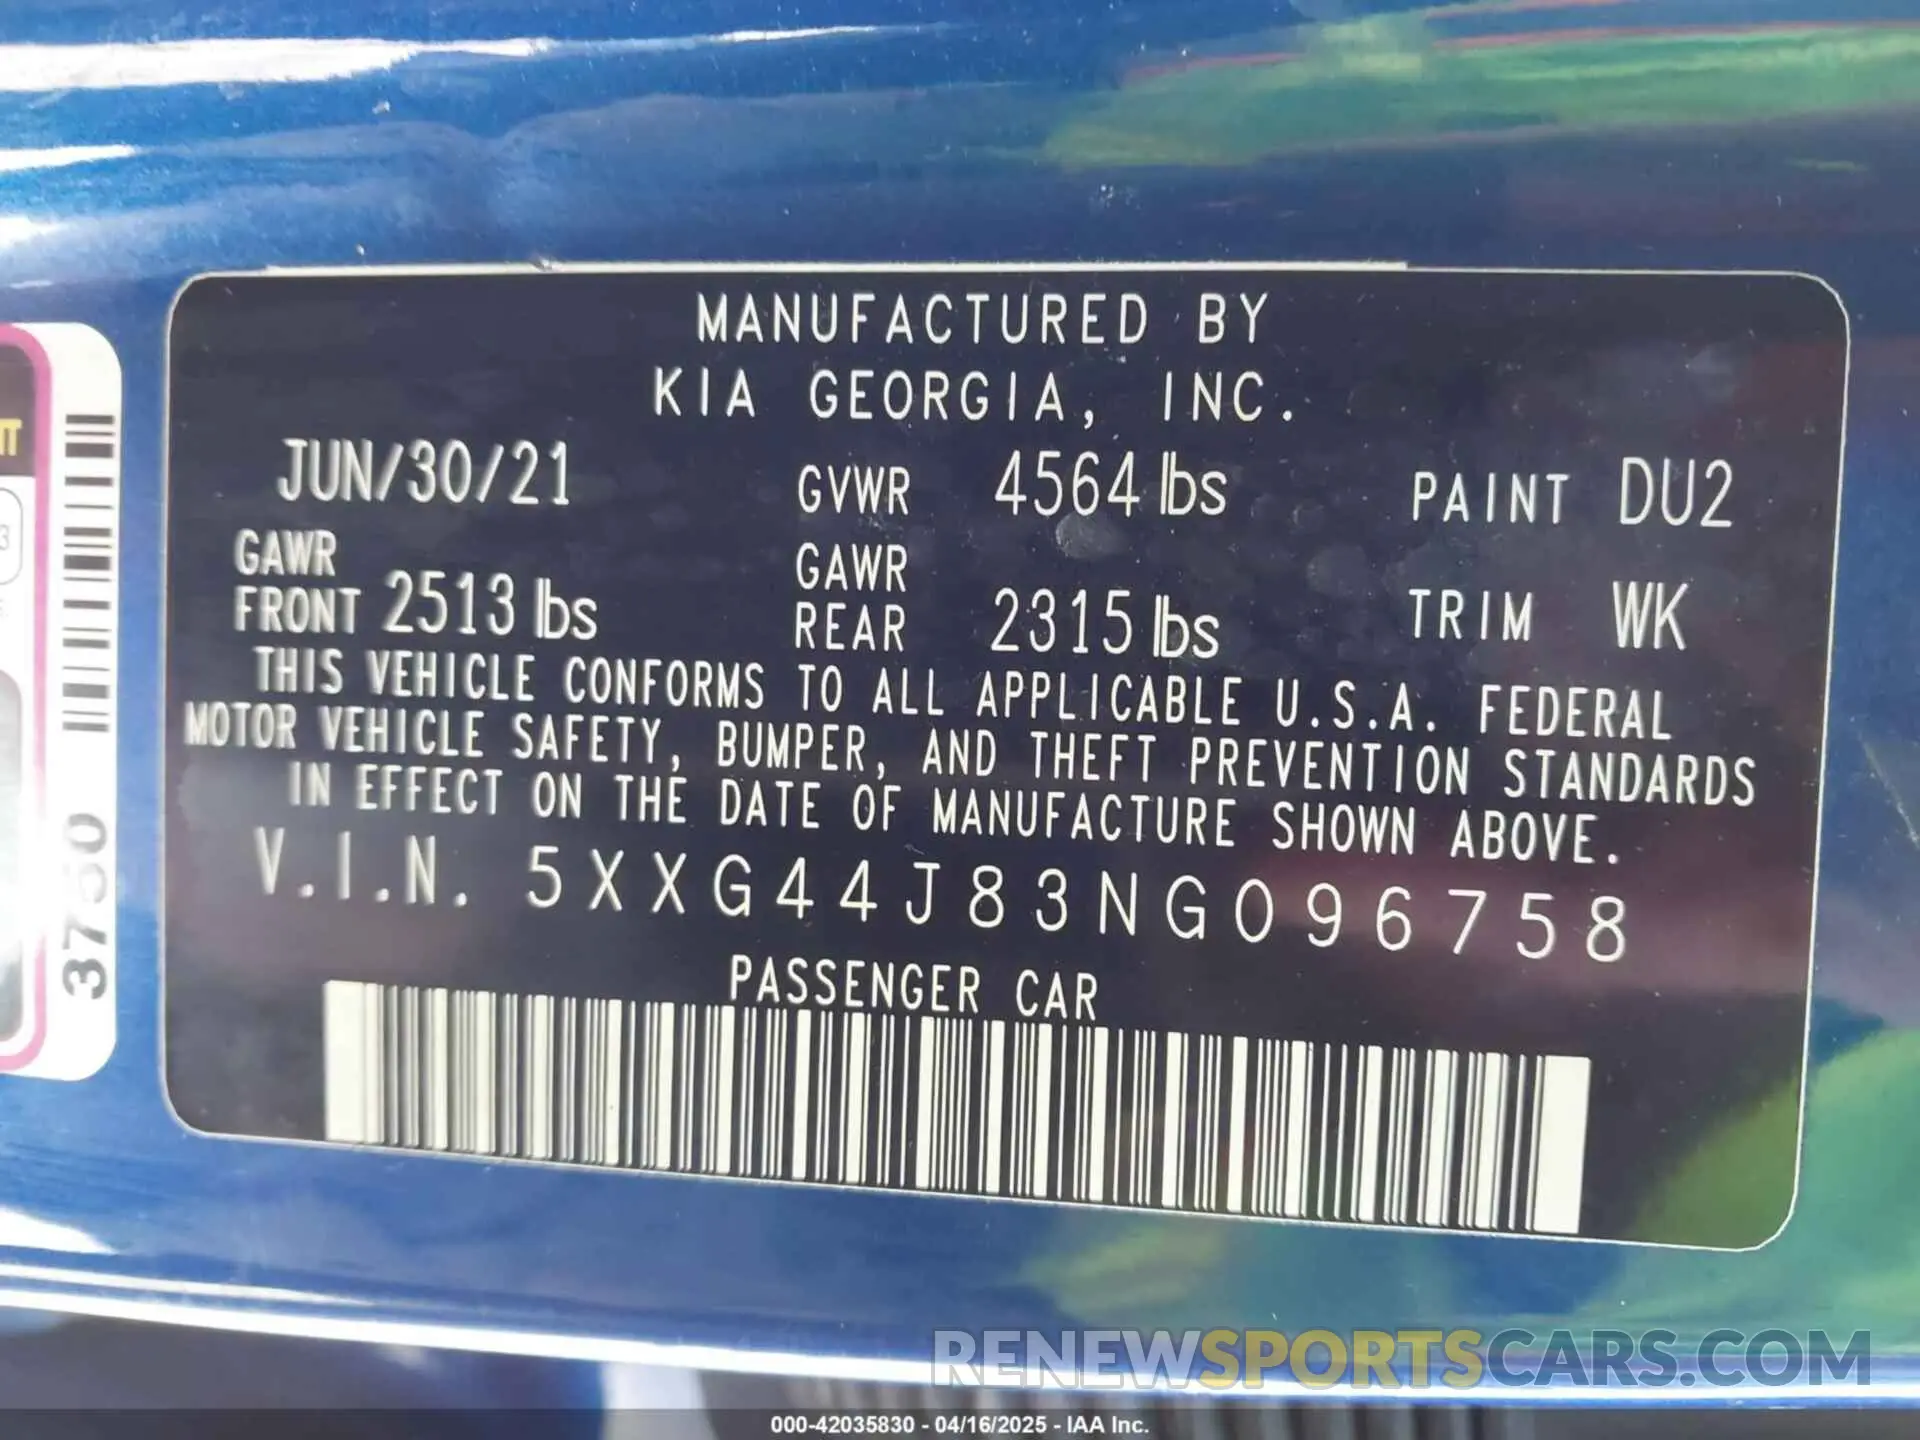 MANUFACTURED BY
KIA GEORGIA, INC.
JUN/30/21 GVWR 4564 lbs PAINT DU2
GAWR FRONT 2513 lbs GAWR REAR 2315 lbs TRIM WK
THIS VEHICLE CONFORMS TO ALL APPLICABLE U.S.A. FEDERAL
MOTOR VEHICLE SAFETY, BUMPER, AND THEFT PREVENTION STANDARDS
IN EFFECT ON THE DATE OF MANUFACTURE SHOWN ABOVE.
V.I.N. 5XXG44J83NG096758
PASSENGER CAR
RENEWSPORTSCARS.COM
000-42035830 - 04/16/2025 - IAA Inc.